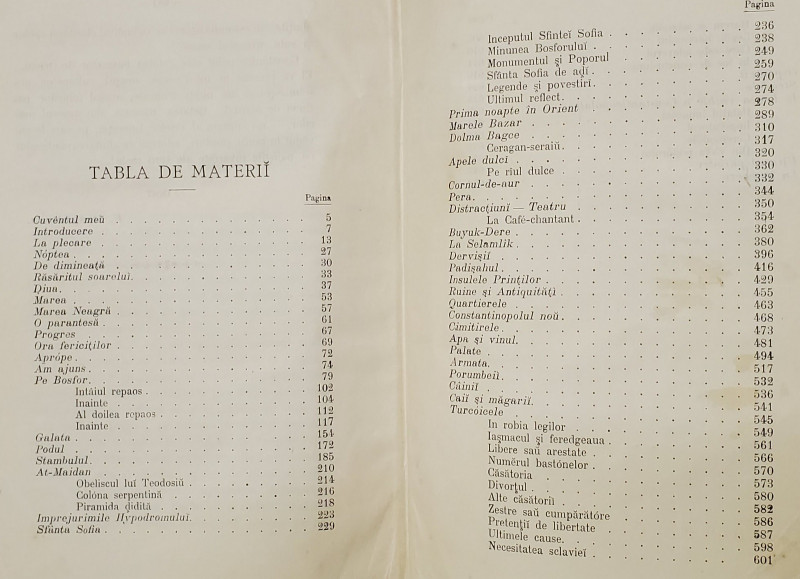 TABLA DE MATERIĬ
Pagina
Cuvéntul meŭ . . . 5
Introducere . . . 7
La plecare . . . 13
Nóptea . . . 27
De dimineață . . . 30
Răsăritul soarelui . . . 33
Diua . . . 37
Marea . . . 53
Marea Neagră . . . 57
O parantesă . . . 61
Progres . . . 67
Ora fericiților . . . 69
Aprópe . . . 72
Am ajuns . . . 74
Pe Bosfor . . . 79
Intâiul repaos . . . 102
Inainte . . . 104
Al doilea repaos . . . 112
Inainte . . . 117
Galata . . . 154
Podul . . . 172
Stambulul . . . 185
At-Maidan . . . 210
Obeliscul luĭ Teodosiŭ . . . 214
Colóna serpentină . . . 216
Piramida zidită . . . 218
Imprejurimile Hypodromului . . . 223
Sfânta Sofia . . . 229
Pagina
Inceputul Sfinteĭ Sofia . . . 236
Minunea Bosforuluĭ . . . 238
Monumentul și Poporul . . . 249
Sfânta Sofia de adĭ . . . 259
Legende și povestirĭ . . . 270
Ultimul reflect . . . 274
Prima noapte în Orient . . . 278
Marele Bazar . . . 289
Dolma Bagce . . . 310
Ceragan-seraiŭ . . . 317
Apele dulcĭ . . . 320
Pe rîul dulce . . . 330
Cornul-de-aur . . . 332
Pera . . . 344
Distracțiunĭ — Teatru . . . 350
La Café-chantant . . . 354
Buyuk-Dere . . . 362
La Selamlik . . . 380
Dervișiĭ . . . 396
Padișahul . . . 416
Insulele Prinților . . . 429
Ruine și Antiquitățĭ . . . 455
Quartierele . . . 463
Constantinopolul noŭ . . . 468
Cimitirele . . . 473
Apa și vinul . . . 481
Palate . . . 494
Armata . . . 517
Porumbeiĭ . . . 532
Câiniĭ . . . 536
Caiĭ și măgariĭ . . . 541
Turcóicele . . . 545
In robia legilor . . . 549
Iașmacul și feredgeaua . . . 561
Libere saŭ arestate . . . 566
Numĕrul bastónelor . . . 570
Căsătoria . . . 573
Divorțul . . . 580
Alte căsătoriĭ . . . 582
Zestre saŭ cumpărătóre . . . 586
Pretențiĭ de libertate . . . 587
Ultimele cause . . . 598
Necesitatea sclavieĭ . . . 601